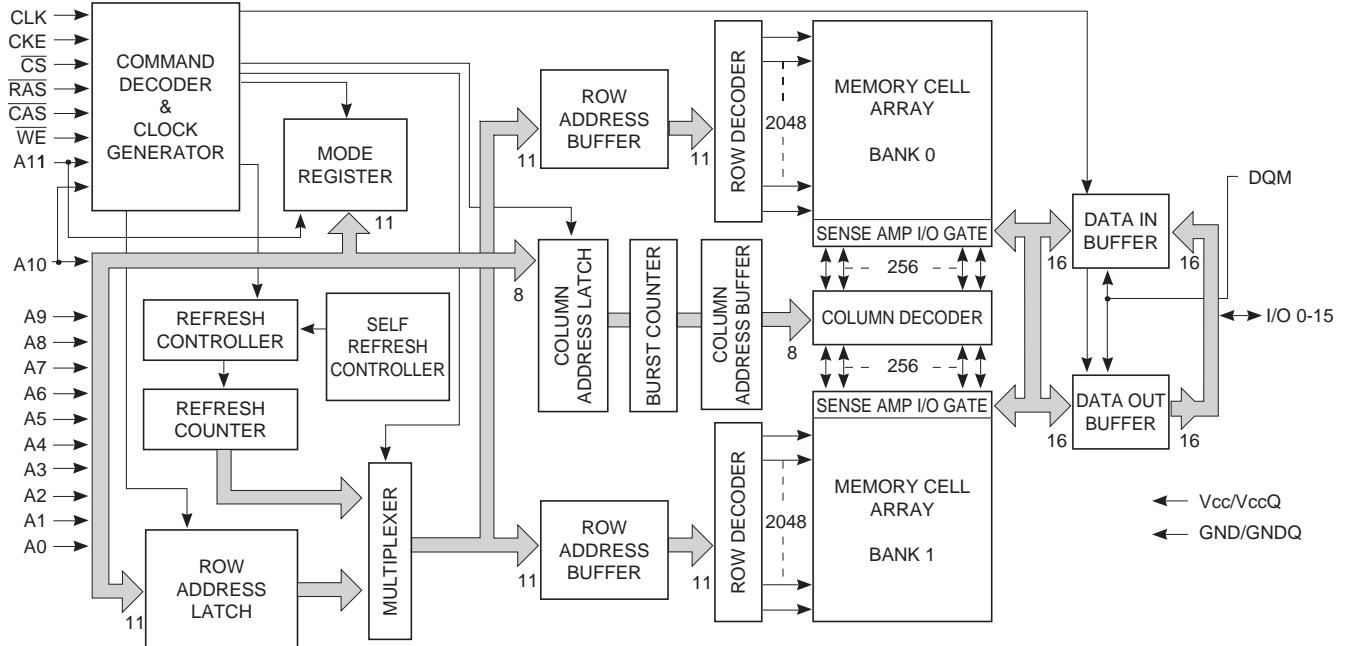 CLK
CKE
CS
RAS
CAS
WE
A11
A10
A9
A8
A7
A6
A5
A4
A3
A2
A1
A0
COMMAND
DECODER
&
CLOCK
GENERATOR
MODE
REGISTER
11
REFRESH
CONTROLLER
SELF
REFRESH
CONTROLLER
REFRESH
COUNTER
ROW
ADDRESS
LATCH
11
MULTIPLEXER
ROW
ADDRESS
BUFFER
11
11
8
COLUMN
ADDRESS LATCH
BURST COUNTER
COLUMN
ADDRESS BUFFER
8
ROW
ADDRESS
BUFFER
11
11
ROW DECODER
2048
MEMORY CELL
ARRAY
BANK 0
SENSE AMP I/O GATE
256
COLUMN DECODER
256
SENSE AMP I/O GATE
ROW DECODER
2048
MEMORY CELL
ARRAY
BANK 1
DQM
DATA IN
BUFFER
16
16
I/O 0-15
DATA OUT
BUFFER
16
16
Vcc/VccQ
GND/GNDQ